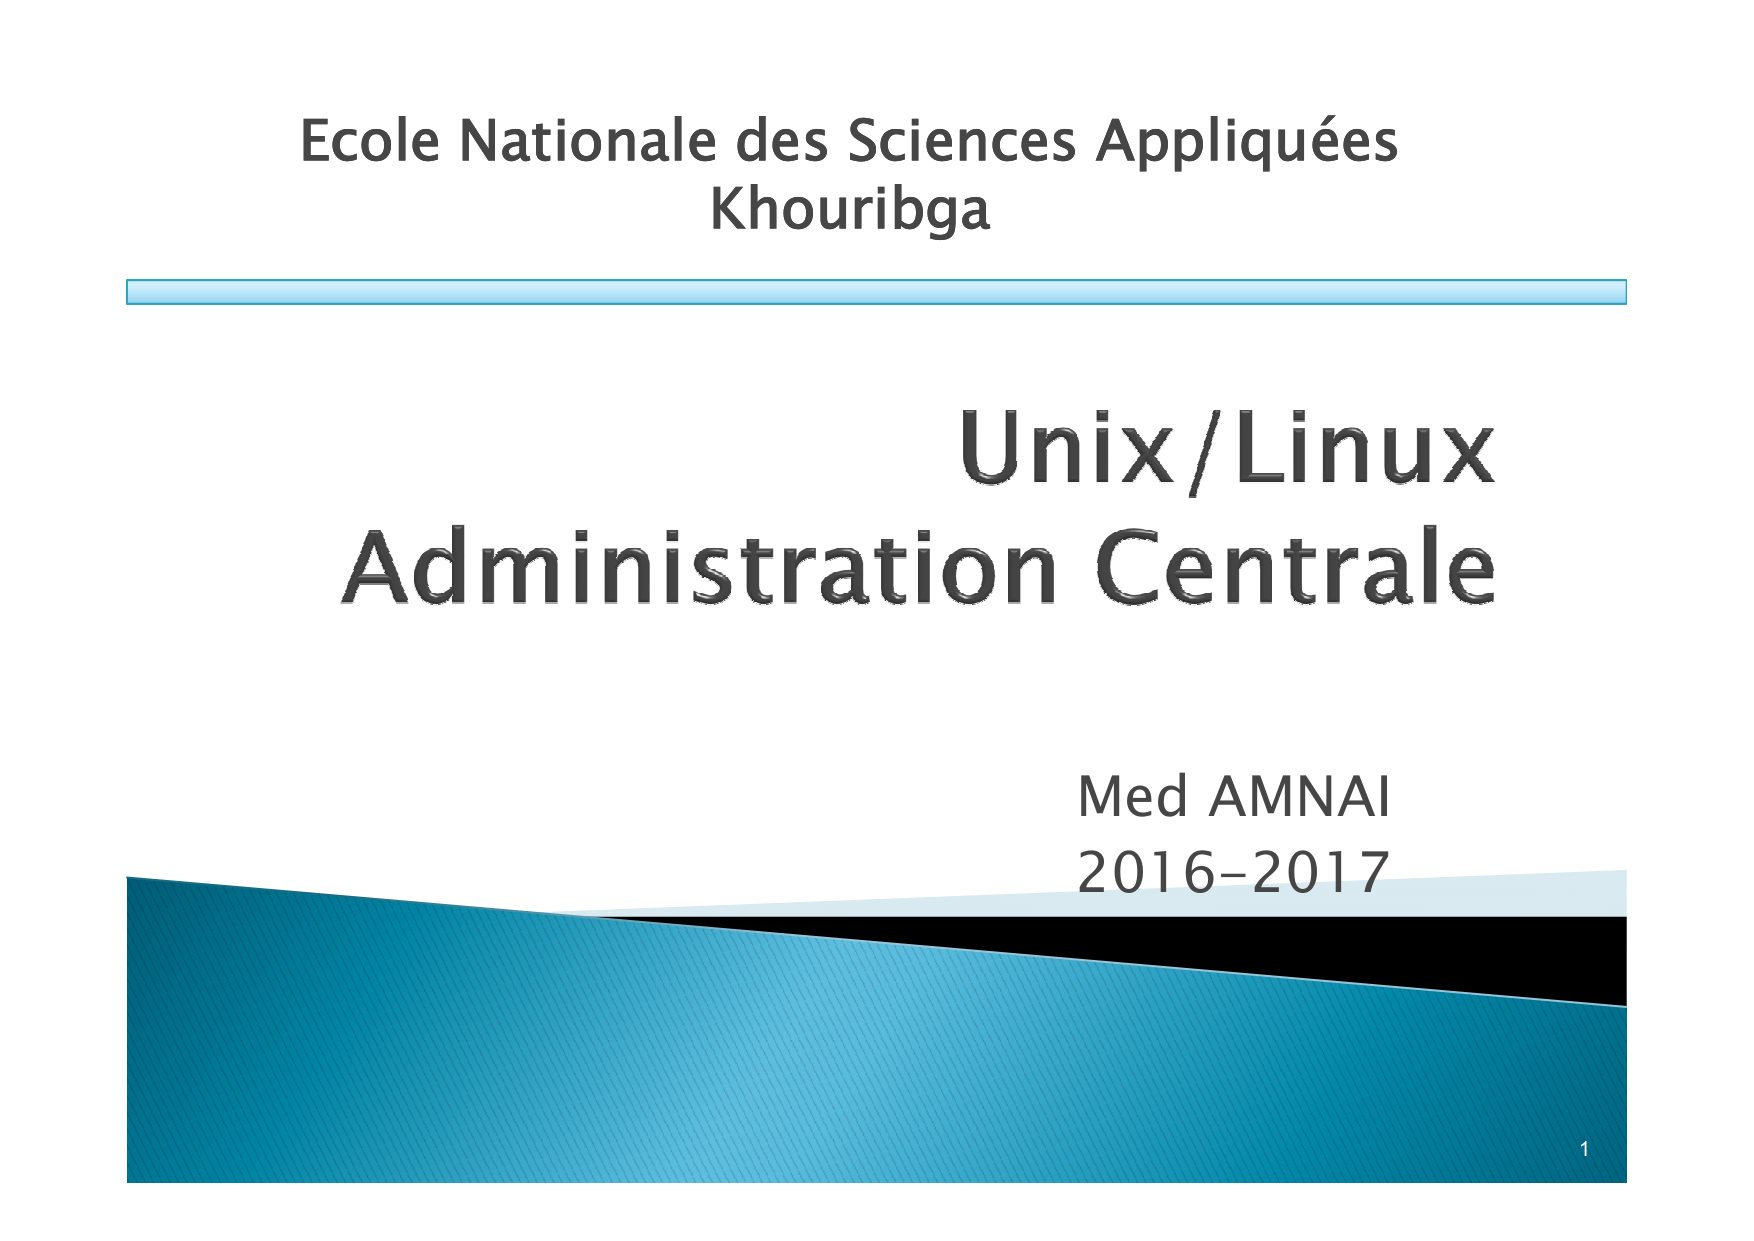 Ecole Nationale des Sciences Appliquées
Khouribga
Unix/Linux
Administration Centrale
Med AMNAI
2016-2017
1